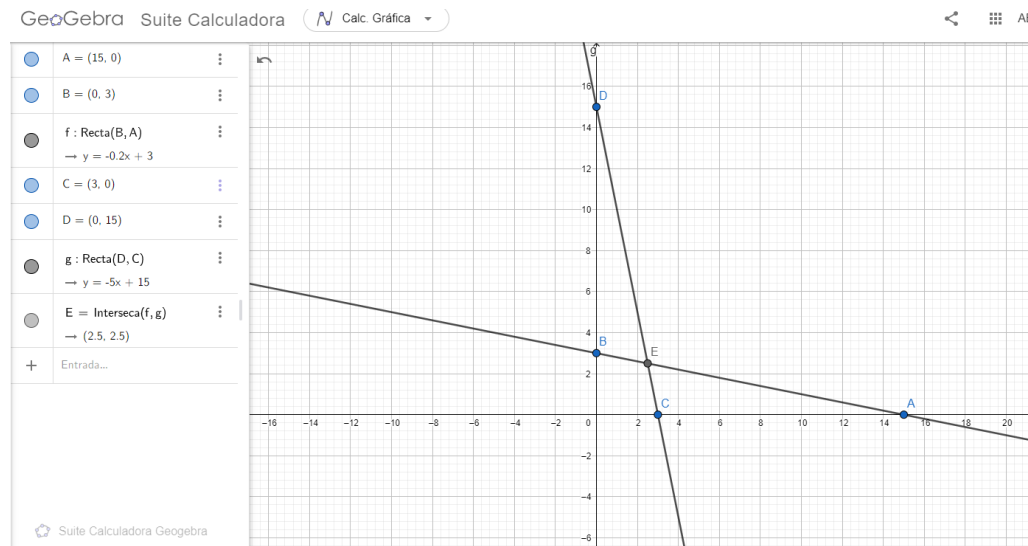 GeoGebra Suite Calculadora Calc. Gráfica
A = (15, 0)
B = (0, 3)
f : Recta(B, A)
→ y = -0.2x + 3
C = (3, 0)
D = (0, 15)
g : Recta(D, C)
→ y = -5x + 15
E = Interseca(f, g)
→ (2.5, 2.5)
+ Entrada...
Suite Calculadora Geogebra
g
16
D
14
12
10
8
6
4
B
E
2
C
A
−16 −14 −12 −10 −8 −6 −4 −2 0 2 4 6 8 10 12 14 16 18 20
−2
−4
−6